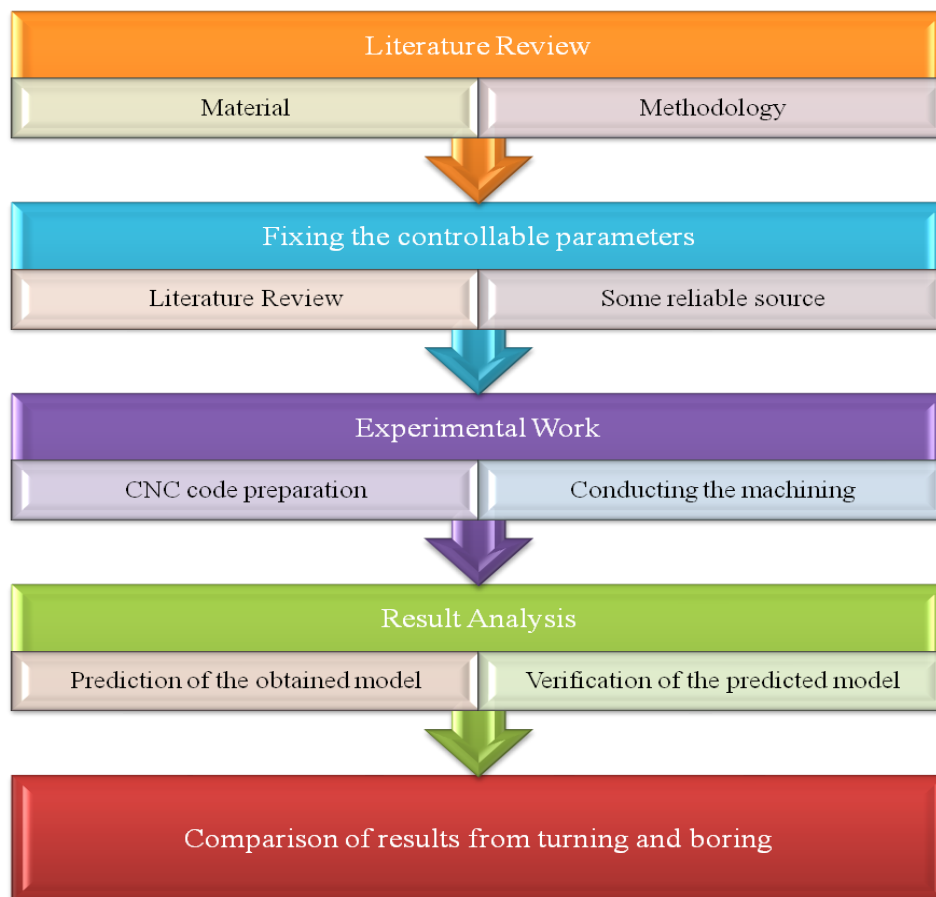 Literature Review
Material
Methodology
Fixing the controllable parameters
Literature Review
Some reliable source
Experimental Work
CNC code preparation
Conducting the machining
Result Analysis
Prediction of the obtained model
Verification of the predicted model
Comparison of results from turning and boring